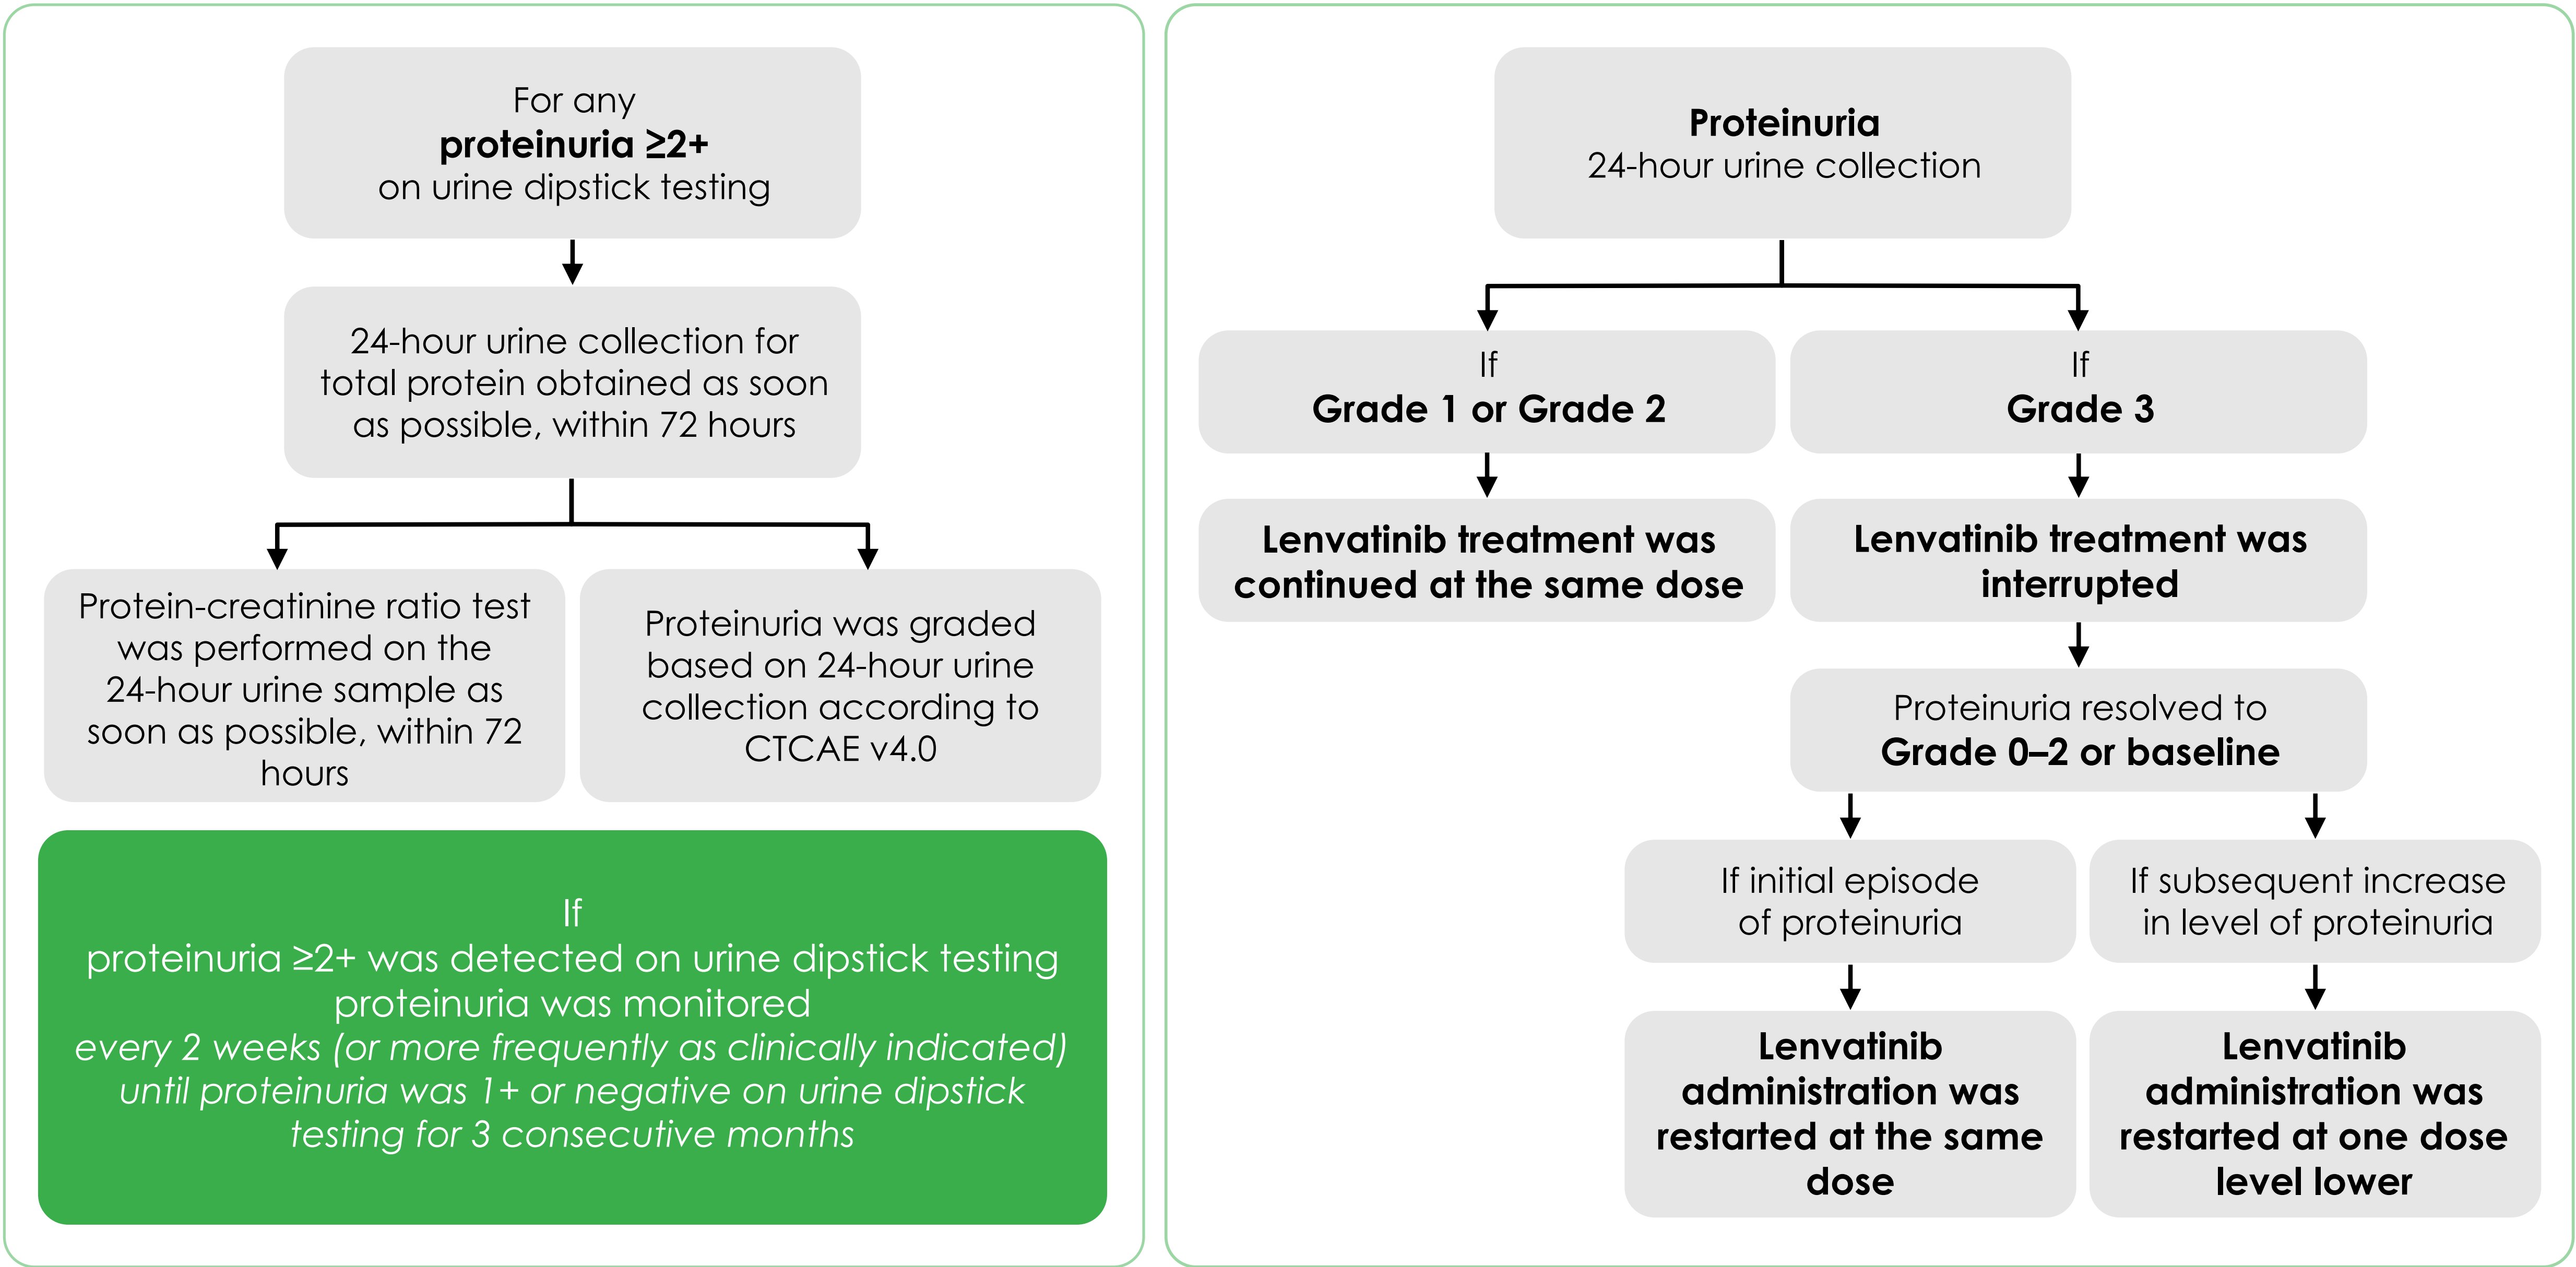 For any
proteinuria ≥2+
on urine dipstick testing
24-hour urine collection for
total protein obtained as soon
as possible, within 72 hours
Protein-creatinine ratio test
was performed on the
24-hour urine sample as
soon as possible, within 72
hours
Proteinuria was graded
based on 24-hour urine
collection according to
CTCAE v4.0
If
proteinuria ≥2+ was detected on urine dipstick testing
proteinuria was monitored
every 2 weeks (or more frequently as clinically indicated)
until proteinuria was 1+ or negative on urine dipstick
testing for 3 consecutive months
Proteinuria
24-hour urine collection
If
Grade 1 or Grade 2
Lenvatinib treatment was
continued at the same dose
If
Grade 3
Lenvatinib treatment was
interrupted
Proteinuria resolved to
Grade 0–2 or baseline
If initial episode
of proteinuria
Lenvatinib
administration was
restarted at the same
dose
If subsequent increase
in level of proteinuria
Lenvatinib
administration was
restarted at one dose
level lower